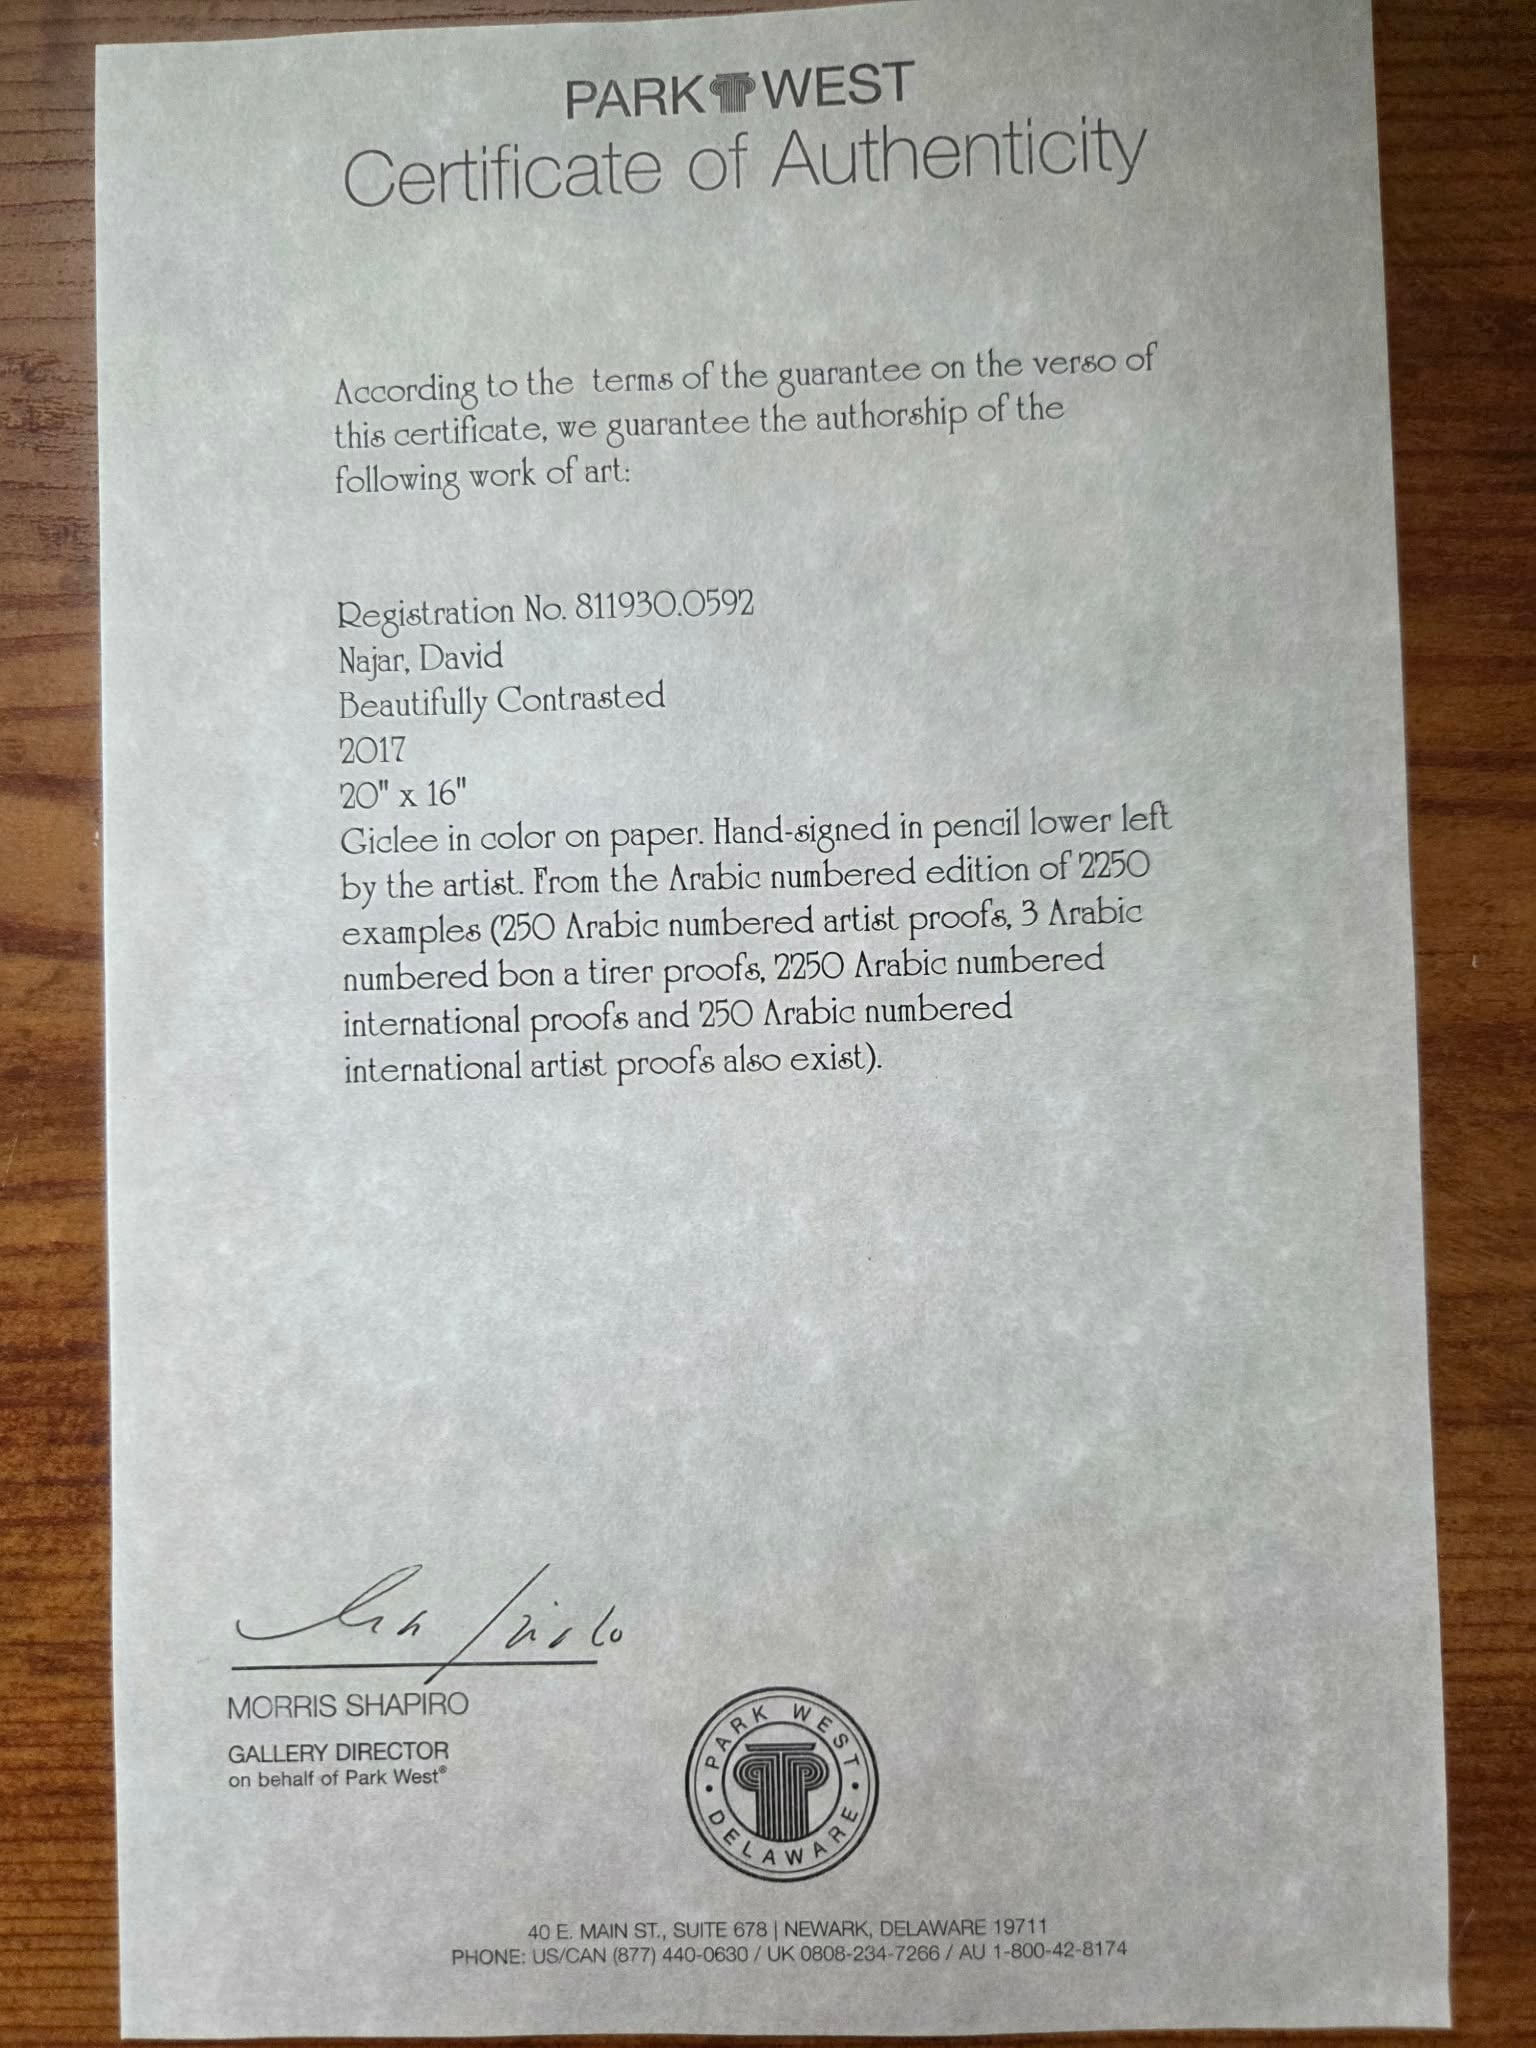 PARK WEST
Certificate of Authenticity
According to the terms of the guarantee on the verso of
this certificate, we guarantee the authorship of the
following work of art:
Registration No. 811930.0592
Najar, David
Beautifully Contrasted
2017
20" x 16"
Giclee in color on paper. Hand-signed in pencil lower left
by the artist. From the Arabic numbered edition of 2250
examples (250 Arabic numbered artist proofs, 3 Arabic
numbered bon a tirer proofs, 2250 Arabic numbered
international proofs and 250 Arabic numbered
international artist proofs also exist).
MORRIS SHAPIRO
GALLERY DIRECTOR
on behalf of Park West®
PARK WEST
• DELAWARE •
40 E. MAIN ST., SUITE 678 | NEWARK, DELAWARE 19711
PHONE: US/CAN (877) 440-0630 / UK 0808-234-7266 / AU 1-800-42-8174